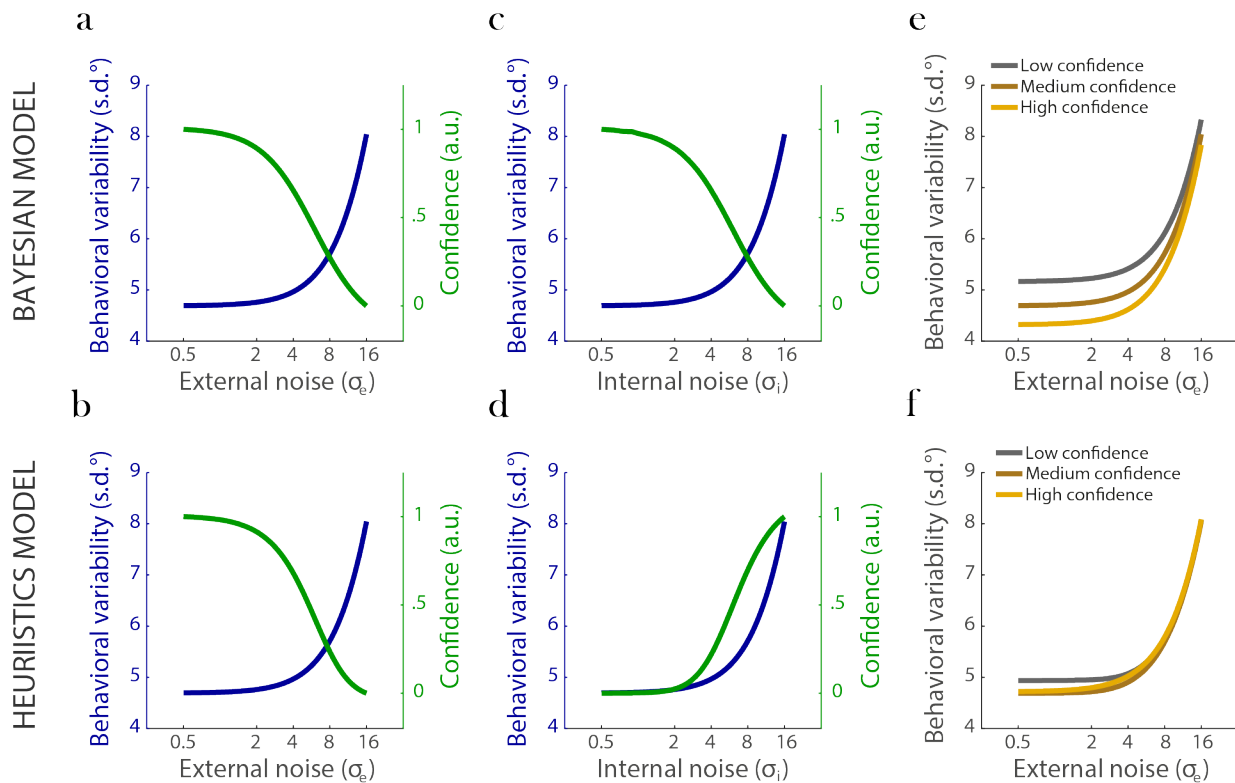 BAYESIAN MODEL
a
Behavioral variability (s.d.°)
9
8
7
6
5
4
Confidence (a.u.)
1
.5
0
0.5 2 4 8 16
External noise (σe)
c
Behavioral variability (s.d.°)
9
8
7
6
5
4
Confidence (a.u.)
1
.5
0
0.5 2 4 8 16
Internal noise (σi)
e
Low confidence
Medium confidence
High confidence
Behavioral variability (s.d.°)
9
8
7
6
5
4
0.5 2 4 8 16
External noise (σe)
HEURIISTICS MODEL
b
Behavioral variability (s.d.°)
9
8
7
6
5
4
Confidence (a.u.)
1
.5
0
0.5 2 4 8 16
External noise (σe)
d
Behavioral variability (s.d.°)
9
8
7
6
5
4
Confidence (a.u.)
1
.5
0
0.5 2 4 8 16
Internal noise (σi)
f
Low confidence
Medium confidence
High confidence
Behavioral variability (s.d.°)
9
8
7
6
5
4
0.5 2 4 8 16
External noise (σe)